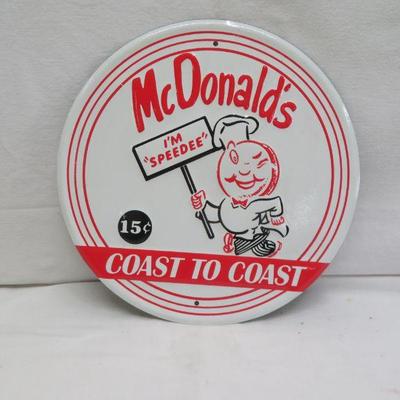 McDonald's
I'M
"SPEEDEE"
15¢
COAST TO COAST